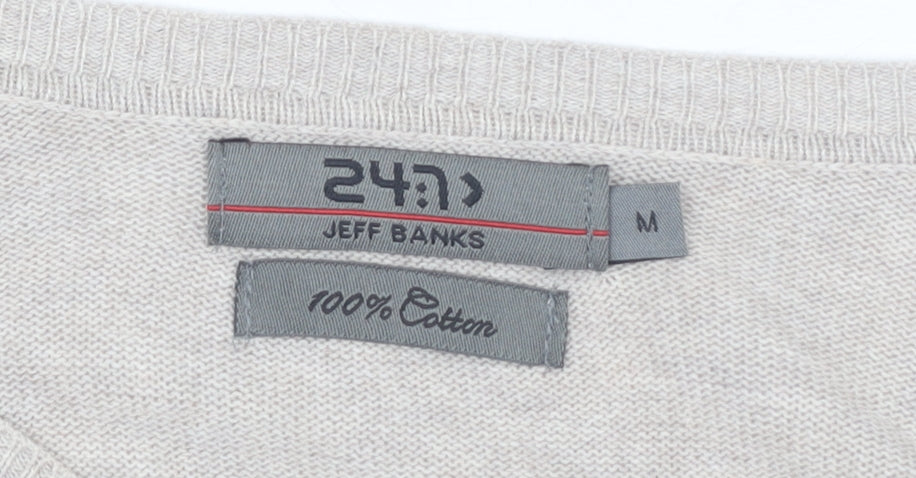 24:7
JEFF BANKS
M
100% Cotton